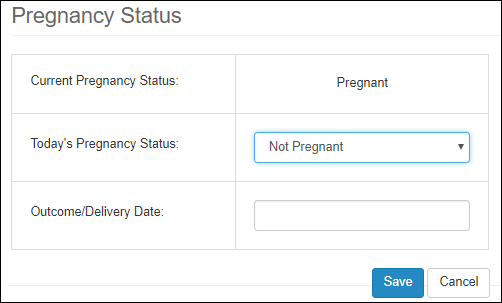 Pregnancy Status
Current Pregnancy Status: Pregnant
Today's Pregnancy Status: Not Pregnant
Outcome/Delivery Date:
Save Cancel